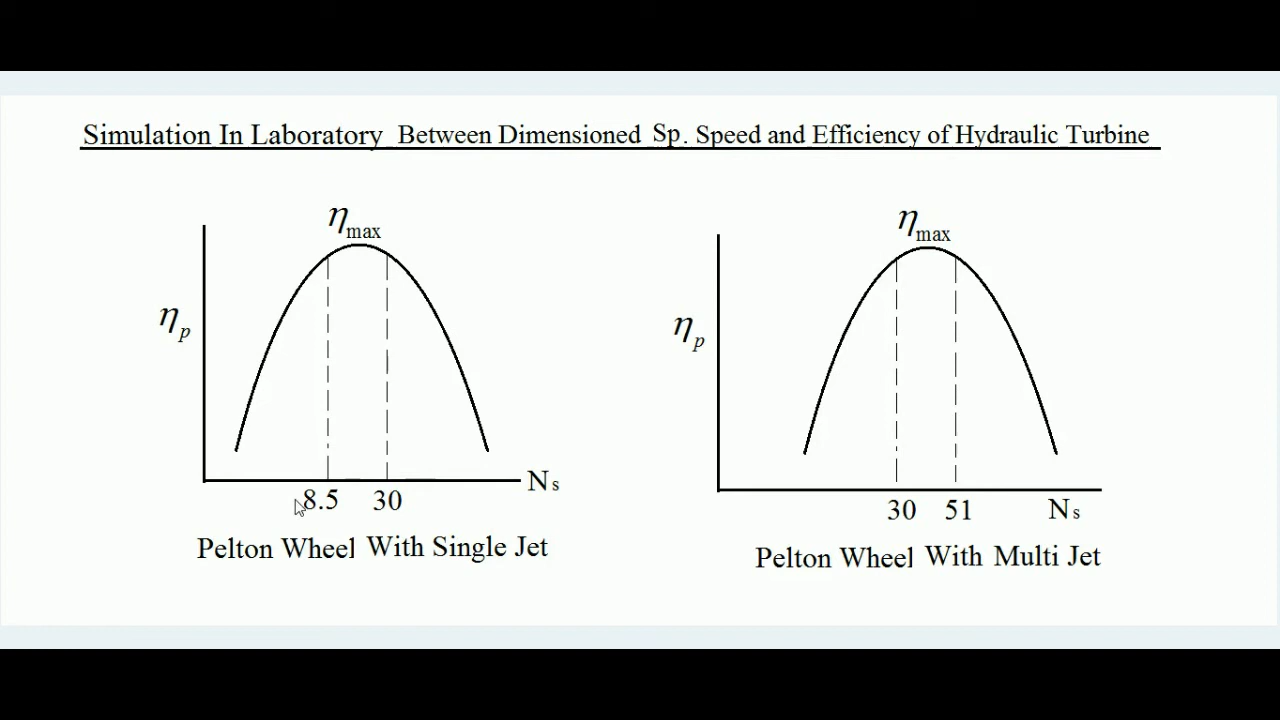 Simulation In Laboratory Between Dimensioned Sp. Speed and Efficiency of Hydraulic Turbine
ηmax
ηp
8.5 30
Ns
Pelton Wheel With Single Jet
ηmax
ηp
30 51 Ns
Pelton Wheel With Multi Jet